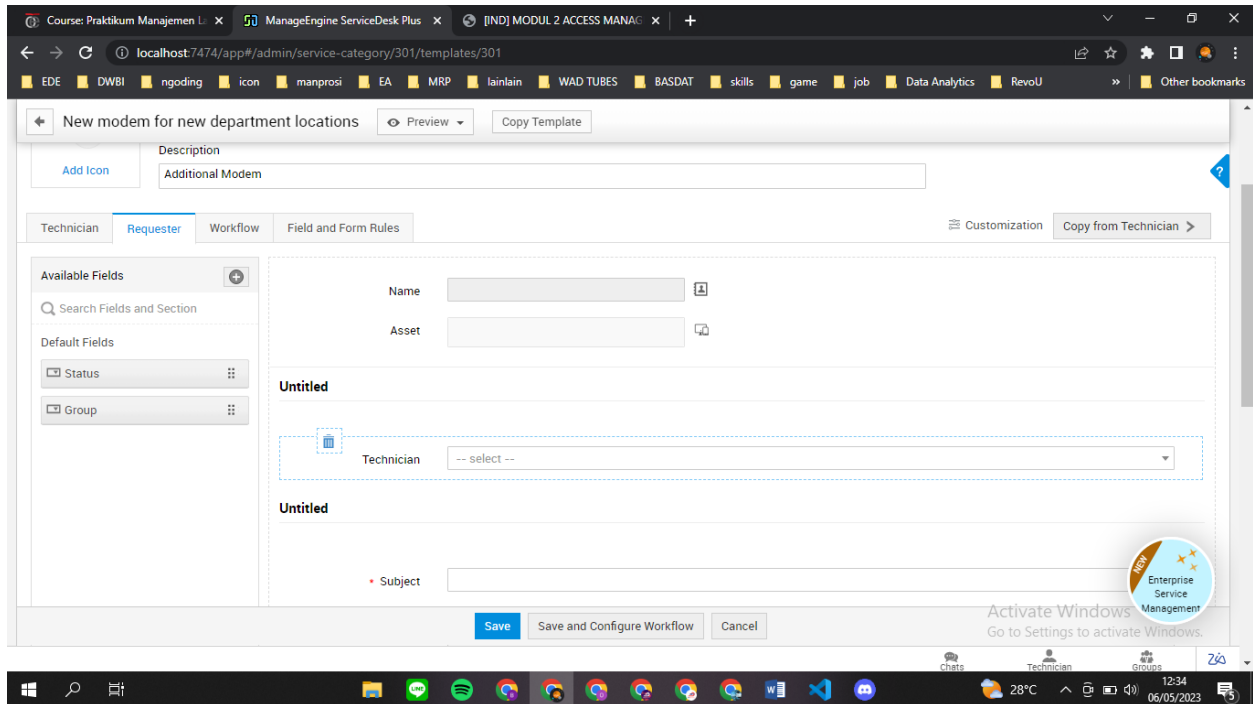 Course: Praktikum Manajemen La
ManageEngine ServiceDesk Plus
[IND] MODUL 2 ACCESS MANAG
localhost:7474/app#/admin/service-category/301/templates/301
EDE DWBI ngoding icon manprosi EA MRP lainlain WAD TUBES BASDAT skills game job Data Analytics RevoU » Other bookmarks
New modem for new department locations Preview Copy Template
Description
Add Icon
Additional Modem
?
Technician Requester Workflow Field and Form Rules Customization Copy from Technician
Available Fields
Search Fields and Section
Default Fields
Status
Group
Name
Asset
Untitled
Technician -- select --
Untitled
* Subject
NEW
Enterprise
Service
Management
Save Save and Configure Workflow Cancel
Activate Windows
Go to Settings to activate Windows.
Chats Technician Groups
28°C
12:34
06/05/2023
5